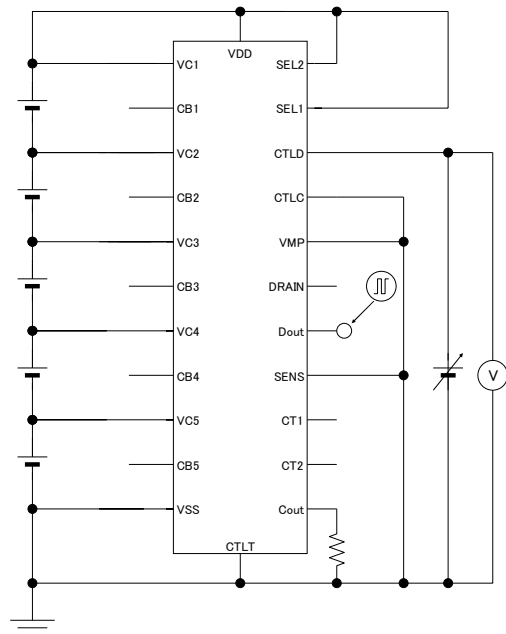 VDD
VC1
CB1
VC2
CB2
VC3
CB3
VC4
CB4
VC5
CB5
VSS
SEL2
SEL1
CTLD
CTLC
VMP
DRAIN
Dout
SENS
CT1
CT2
Cout
CTLT
V